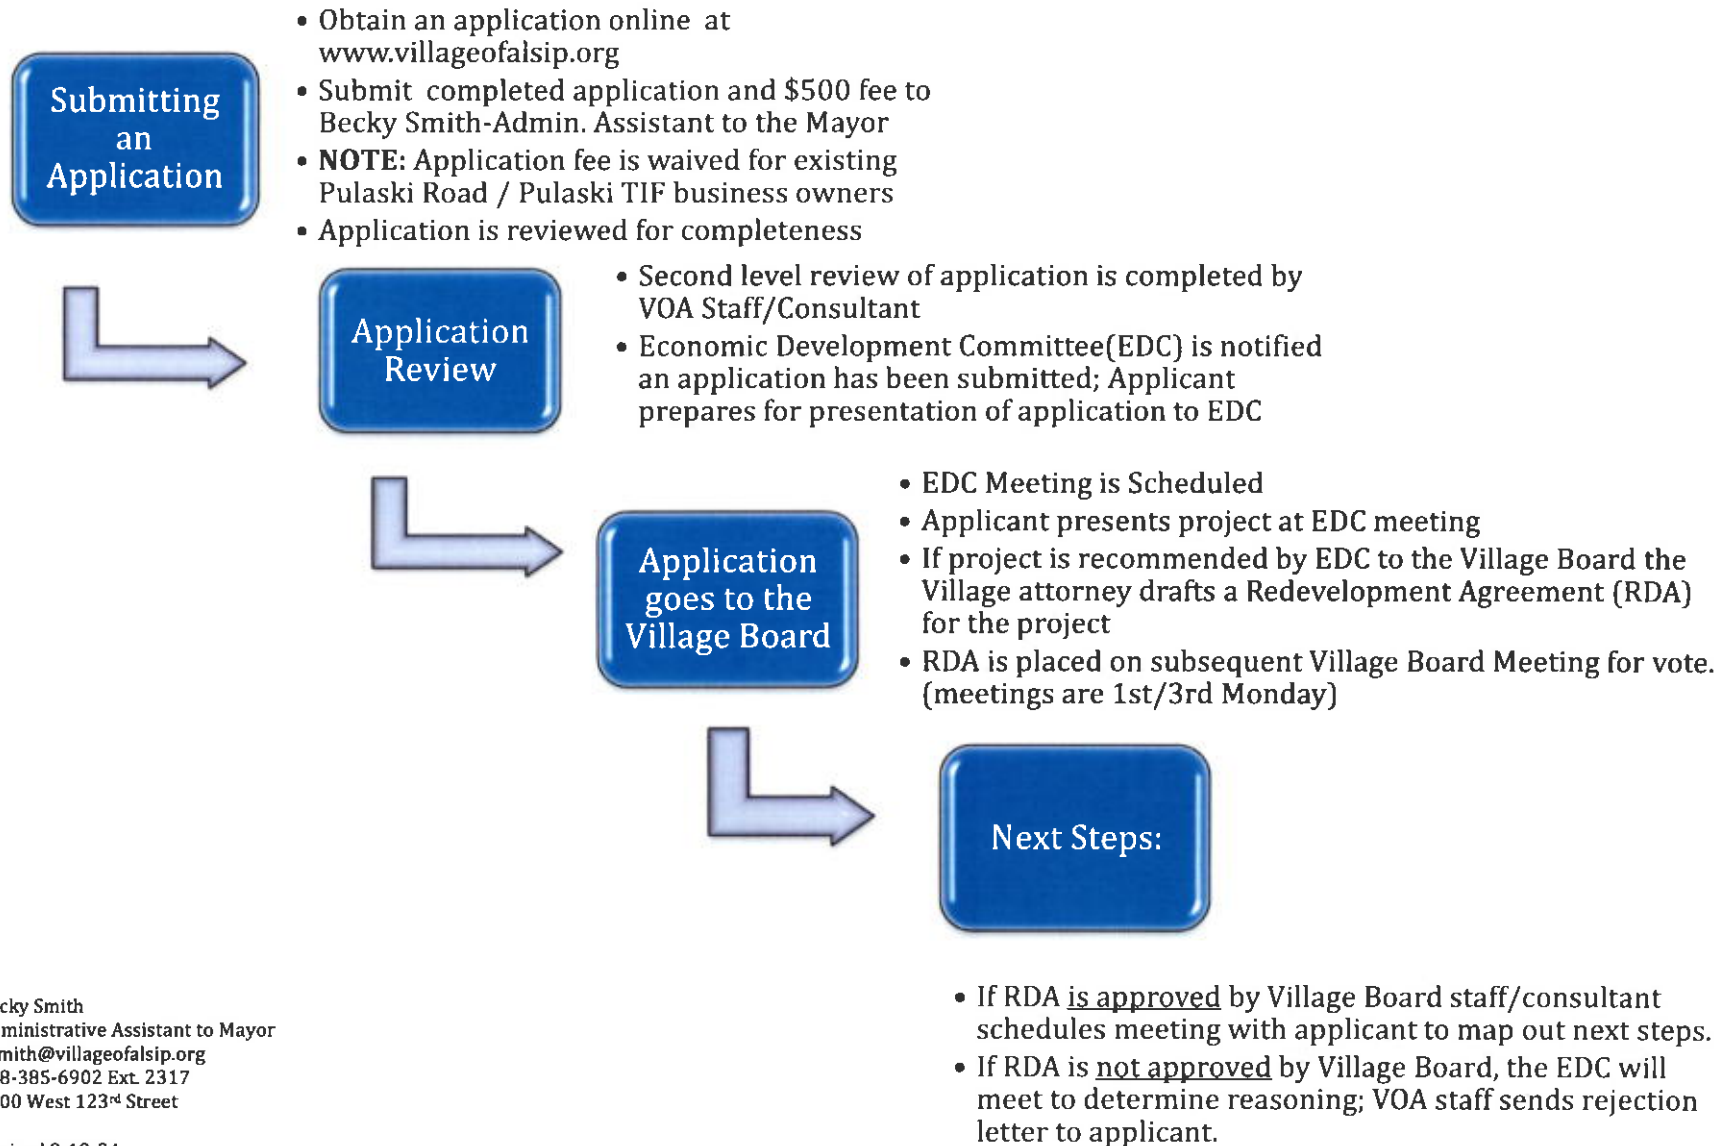 Submitting
an
Application
• Obtain an application online at
www.villageofalsip.org
• Submit completed application and $500 fee to
Becky Smith-Admin. Assistant to the Mayor
• NOTE: Application fee is waived for existing
Pulaski Road / Pulaski TIF business owners
• Application is reviewed for completeness
Application
Review
• Second level review of application is completed by
VOA Staff/Consultant
• Economic Development Committee(EDC) is notified
an application has been submitted; Applicant
prepares for presentation of application to EDC
Application
goes to the
Village Board
• EDC Meeting is Scheduled
• Applicant presents project at EDC meeting
• If project is recommended by EDC to the Village Board the
Village attorney drafts a Redevelopment Agreement (RDA)
for the project
• RDA is placed on subsequent Village Board Meeting for vote.
(meetings are 1st/3rd Monday)
Next Steps:
• If RDA is approved by Village Board staff/consultant
schedules meeting with applicant to map out next steps.
• If RDA is not approved by Village Board, the EDC will
meet to determine reasoning; VOA staff sends rejection
letter to applicant.
cky Smith
ministrative Assistant to Mayor
mith@villageofalsip.org
8-385-6902 Ext. 2317
00 West 123rd Street